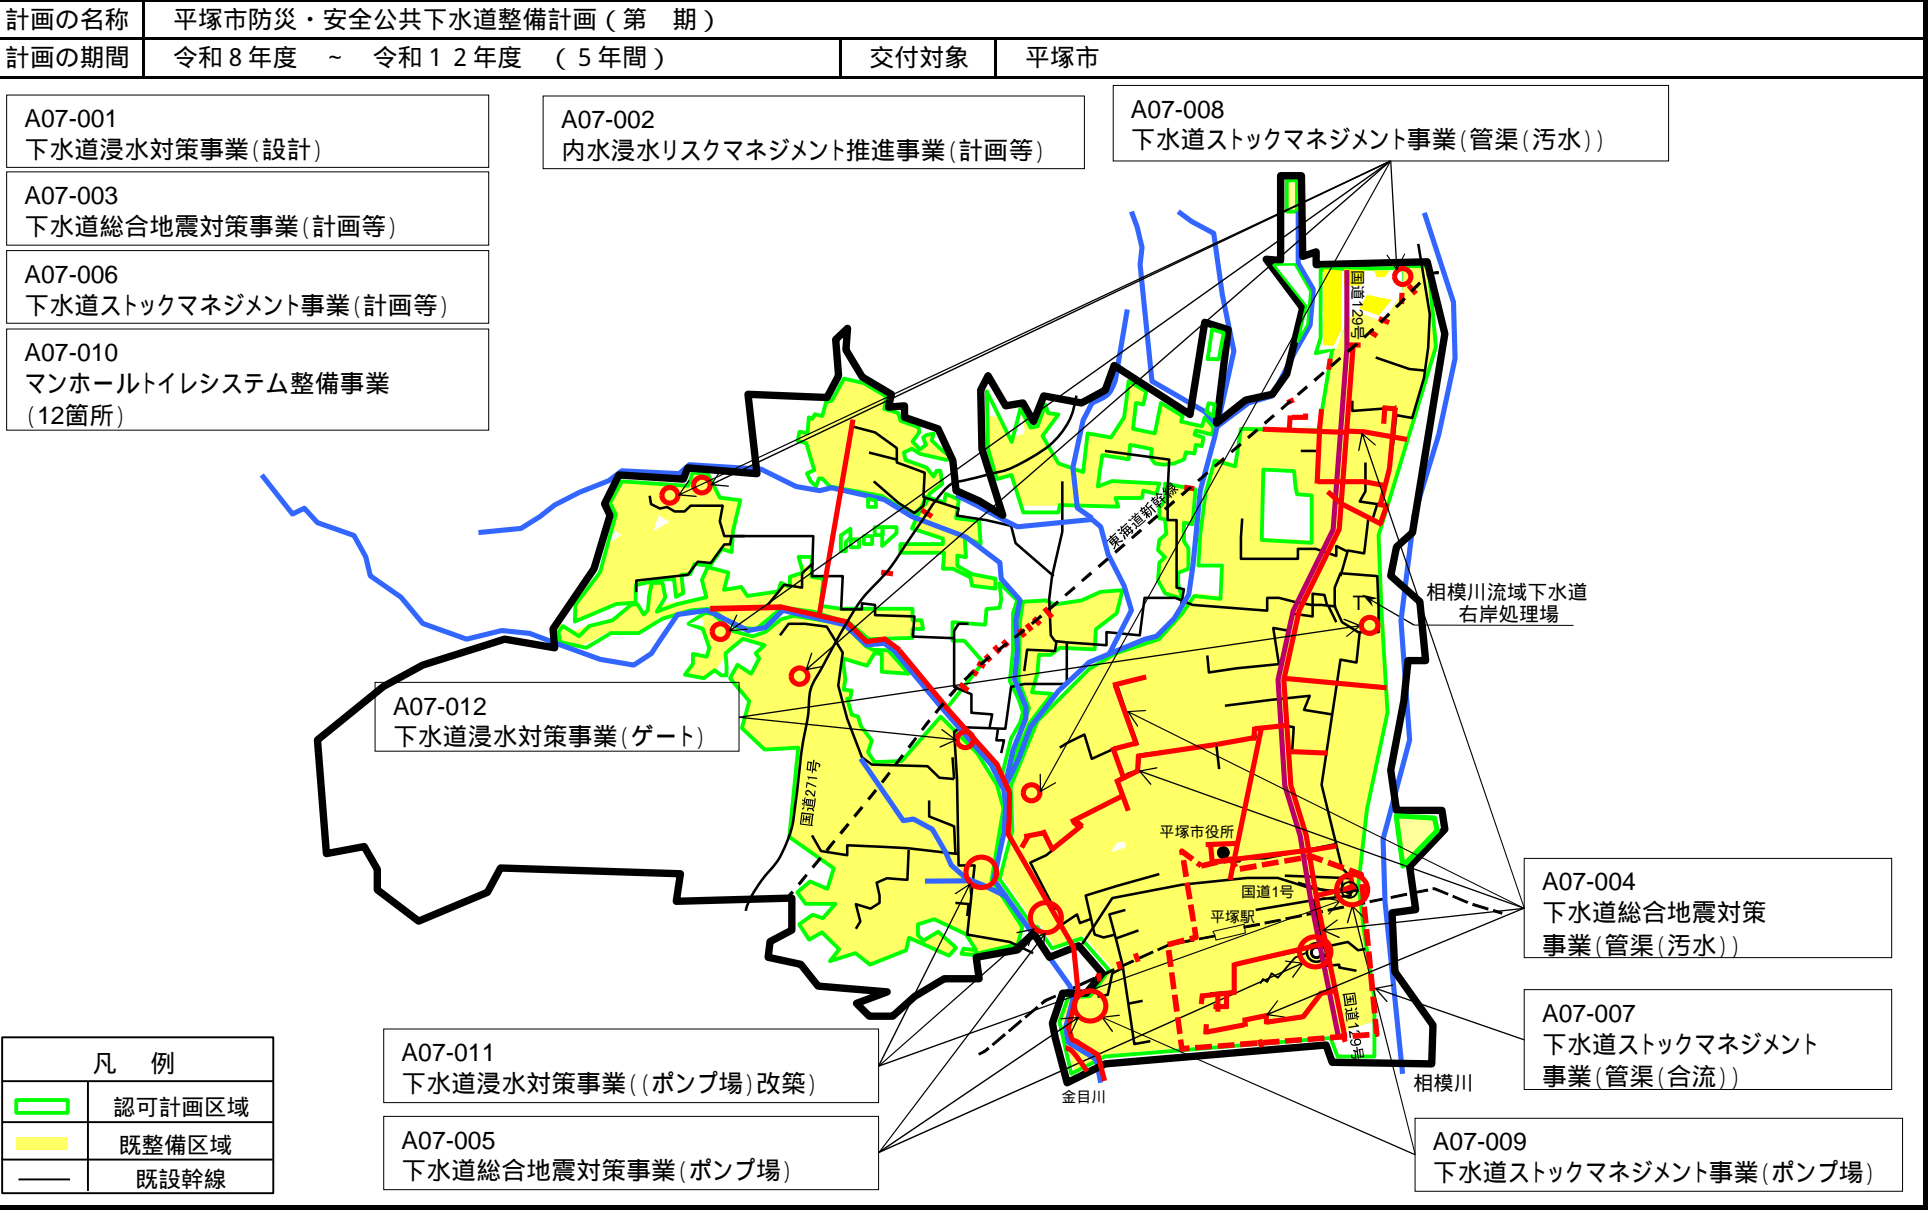 計画の名称 平塚市防災・安全公共下水道整備計画(第　期)
計画の期間 令和8年度 ~ 令和12年度 (5年間) 交付対象 平塚市
A07-001
下水道浸水対策事業(設計)
A07-003
下水道総合地震対策事業(計画等)
A07-006
下水道ストックマネジメント事業(計画等)
A07-010
マンホールトイレシステム整備事業
(12箇所)
A07-002
内水浸水リスクマネジメント推進事業(計画等)
A07-008
下水道ストックマネジメント事業(管渠(汚水))
国道129号
東海道新幹線
相模川流域下水道
右岸処理場
A07-012
下水道浸水対策事業(ゲート)
国道271号
平塚市役所
国道1号
平塚駅
国道129号
A07-004
下水道総合地震対策
事業(管渠(汚水))
A07-007
下水道ストックマネジメント
事業(管渠(合流))
相模川
金目川
A07-011
下水道浸水対策事業((ポンプ場)改築)
A07-005
下水道総合地震対策事業(ポンプ場)
A07-009
下水道ストックマネジメント事業(ポンプ場)
凡 例
認可計画区域
既整備区域
既設幹線